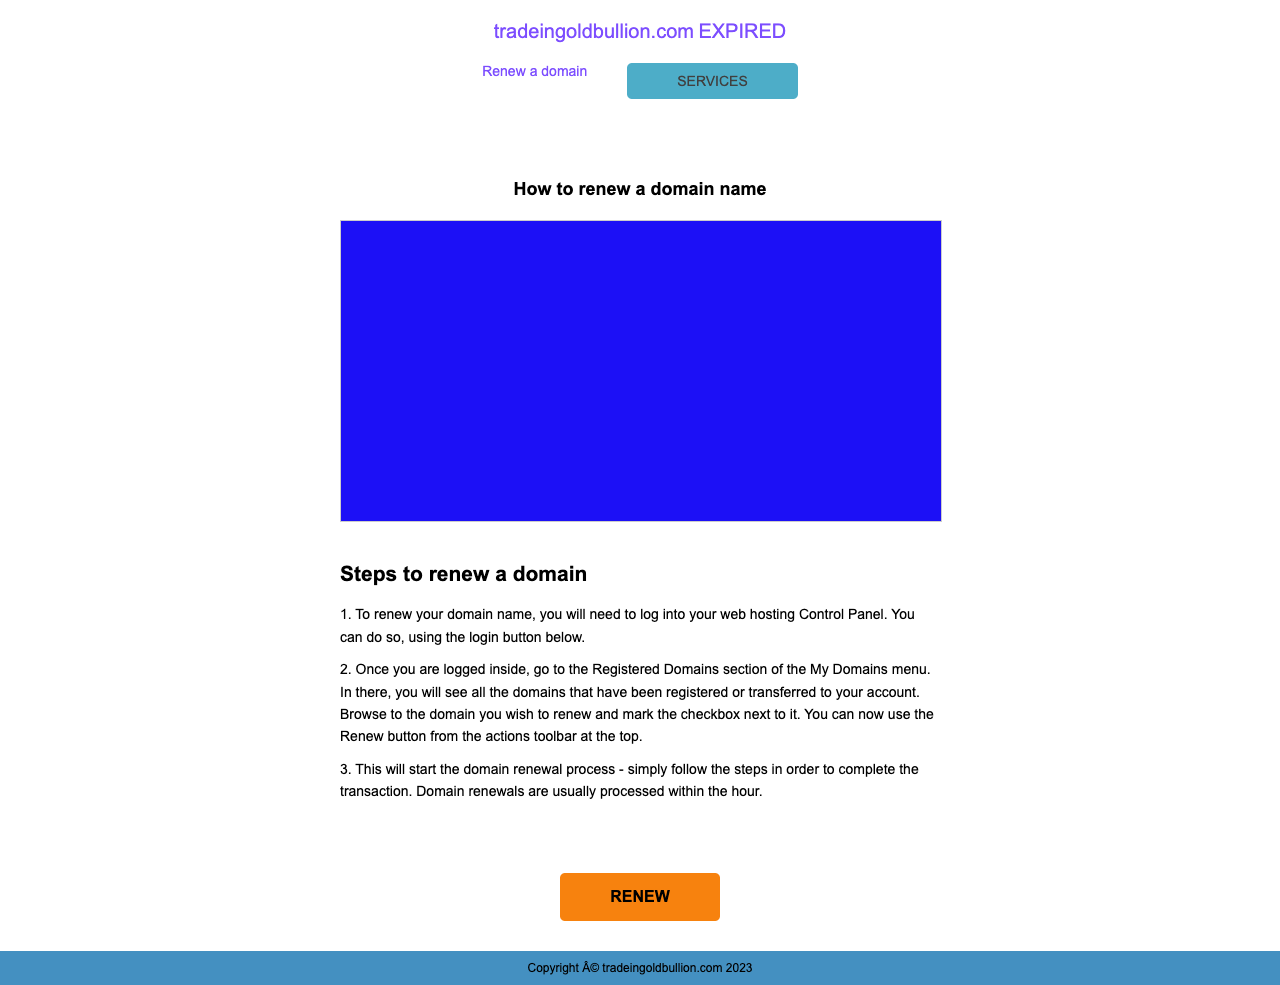 tradeingoldbullion.com EXPIRED
Renew a domain
SERVICES
How to renew a domain name
Steps to renew a domain
1. To renew your domain name, you will need to log into your web hosting Control Panel. You
can do so, using the login button below.
2. Once you are logged inside, go to the Registered Domains section of the My Domains menu.
In there, you will see all the domains that have been registered or transferred to your account.
Browse to the domain you wish to renew and mark the checkbox next to it. You can now use the
Renew button from the actions toolbar at the top.
3. This will start the domain renewal process - simply follow the steps in order to complete the
transaction. Domain renewals are usually processed within the hour.
RENEW
Copyright Â© tradeingoldbullion.com 2023